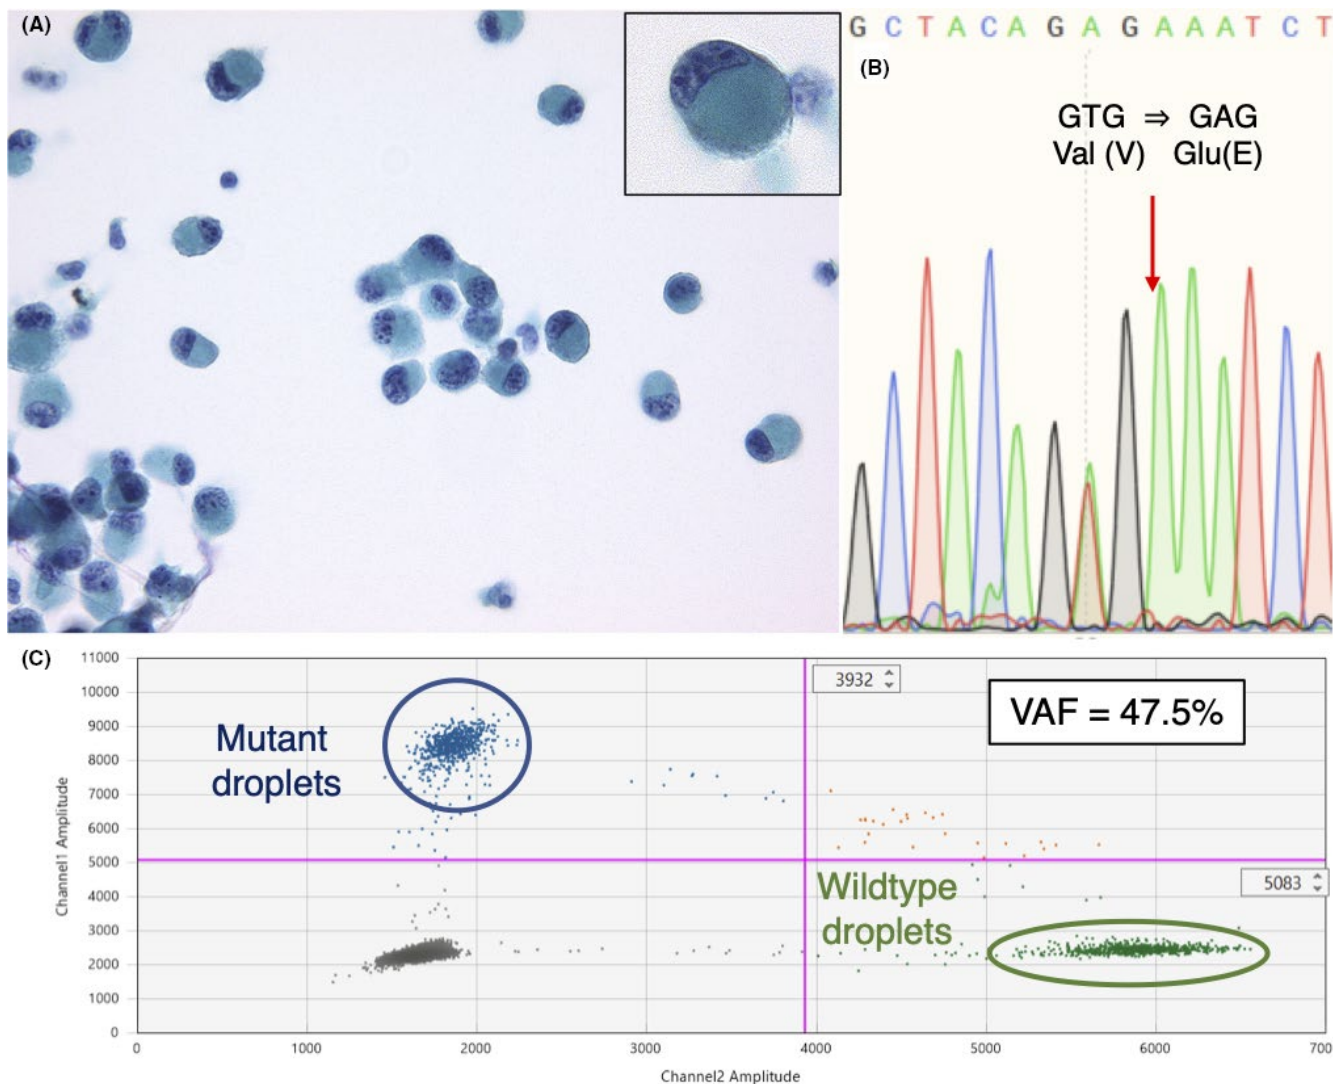 (A)
G C T A C A G A G A A A T C T
(B)
GTG ⇒ GAG
Val (V) Glu(E)
(C)
11000
10000
9000
8000
7000
6000
5000
4000
3000
2000
1000
0
Channel1 Amplitude
Mutant
droplets
3932
VAF = 47.5%
5083
Wildtype
droplets
0 1000 2000 3000 4000 5000 6000 700
Channel2 Amplitude